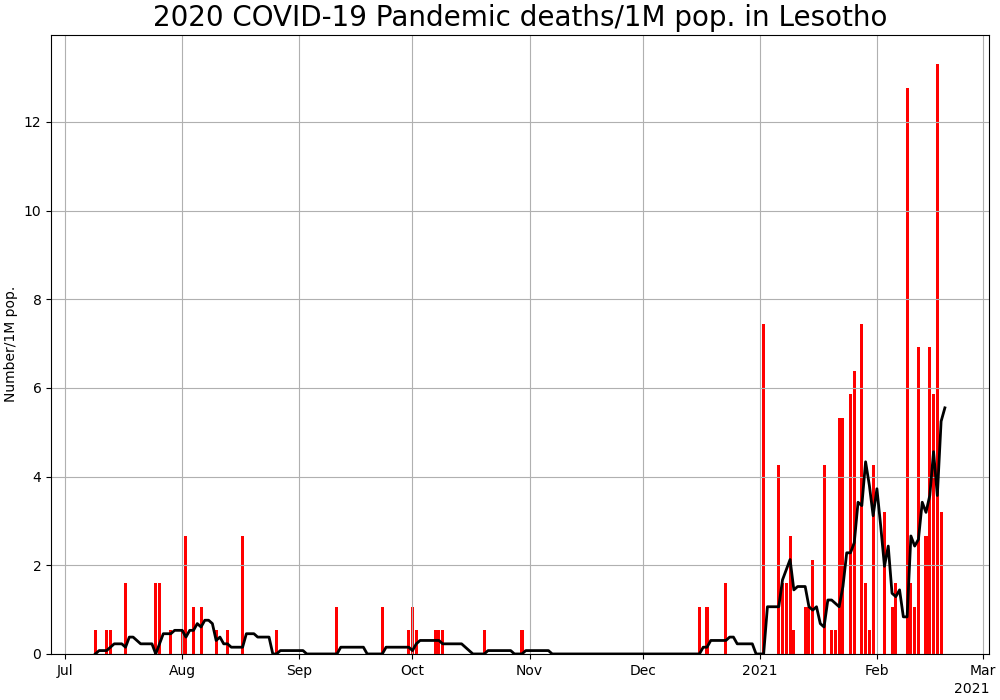 2020 COVID-19 Pandemic deaths/1M pop. in Lesotho
Number/1M pop.
12
10
8
6
4
2
0
Jul Aug Sep Oct Nov Dec 2021 Feb Mar
2021